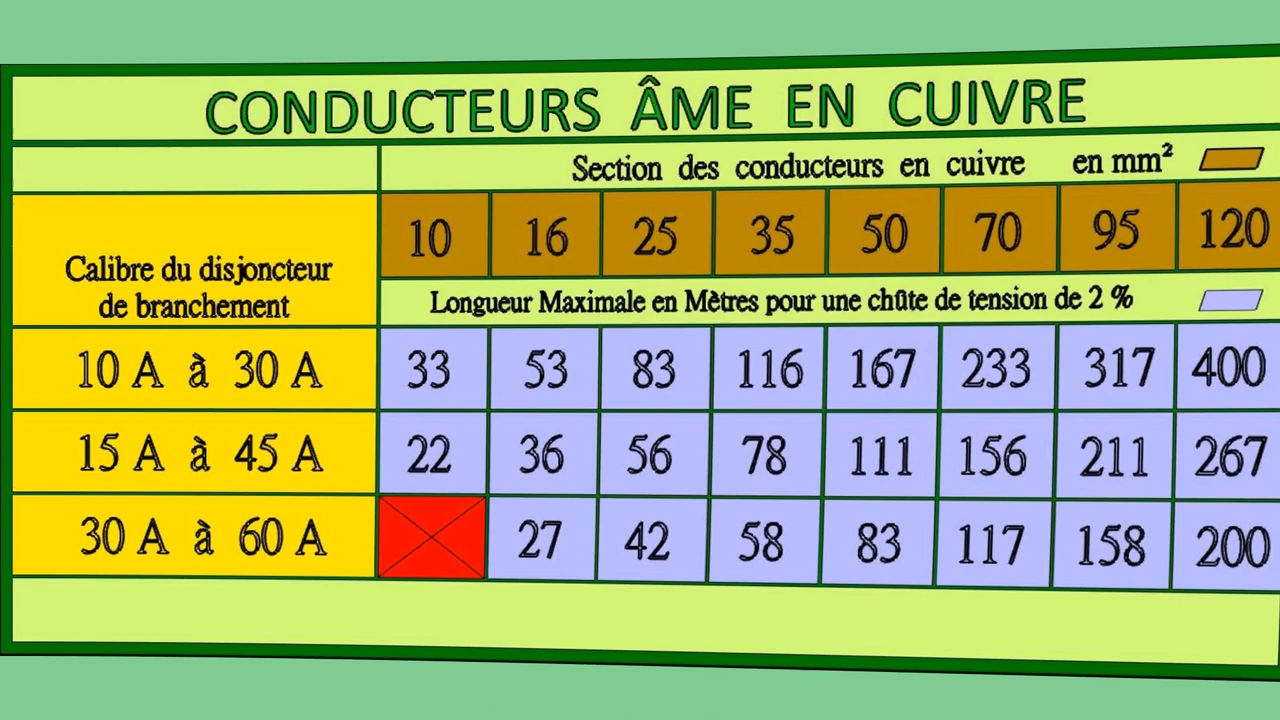 CONDUCTEURS ÂME EN CUIVRE
Section des conducteurs en cuivre en mm²
10 16 25 35 50 70 95 120
Calibre du disjoncteur
de branchement
Longueur Maximale en Mètres pour une chûte de tension de 2 %
10 A à 30 A 33 53 83 116 167 233 317 400
15 A à 45 A 22 36 56 78 111 156 211 267
30 A à 60 A 27 42 58 83 117 158 200